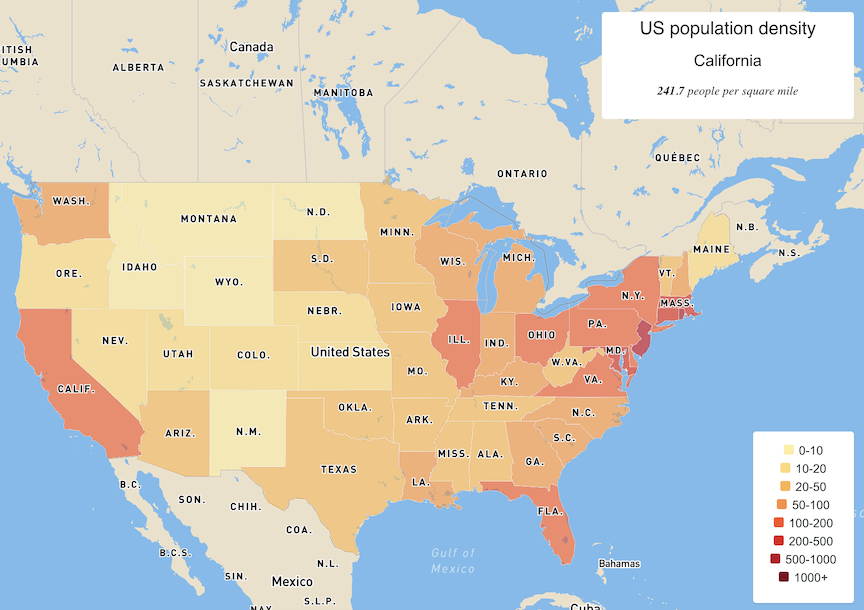 US population density
California
241.7 people per square mile
ITISH
UMBIA
ALBERTA
Canada
SASKATCHEWAN
MANITOBA
ONTARIO
QUÉBEC
N.B.
N.S.
WASH.
MONTANA
N.D.
MINN.
MAINE
ORE.
IDAHO
S.D.
WIS.
MICH.
VT.
WYO.
N.Y.
MASS.
NEBR.
IOWA
NEV.
PA.
UTAH
COLO.
United States
ILL.
IND.
OHIO
MD.
W.VA.
CALIF.
MO.
KY.
VA.
OKLA.
TENN.
N.C.
ARIZ.
N.M.
ARK.
S.C.
MISS.
ALA.
GA.
TEXAS
LA.
FLA.
B.C.
SON.
CHIH.
COA.
B.C.S.
Gulf of
Mexico
N.L.
Bahamas
SIN.
Mexico
S.L.P.
NAY.
Cuba
0-10
10-20
20-50
50-100
100-200
200-500
500-1000
1000+